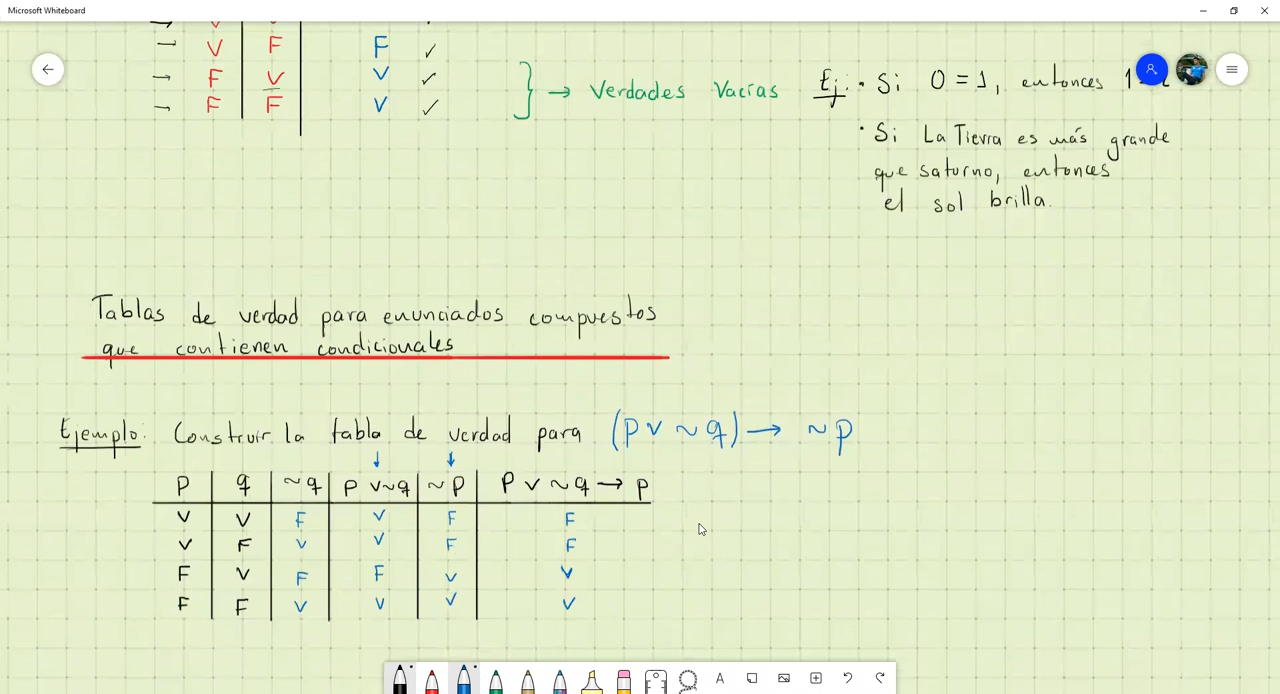 Microsoft Whiteboard
→ V F F ✓
→ F V V ✓
→ F F V ✓
} → Verdades Vacías
Ej: • Si 0 = 1, entonces
• Si La Tierra es más grande
que saturno, entonces
el sol brilla.
Tablas de verdad para enunciados compuestos
que contienen condicionales
Ejemplo: Construir la tabla de verdad para (p ∨ ~q) → ~p
p q ~q p ∨ ~q ~p p ∨ ~q → p
V V F V F F
V F V V F F
F V F F V V
F F V V V V
A